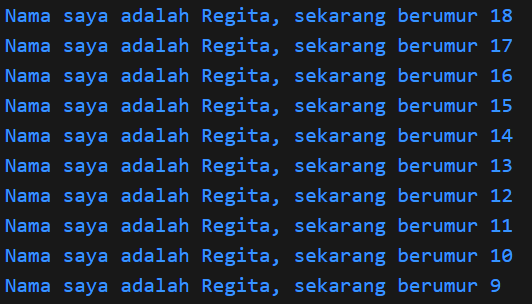 Nama saya adalah Regita, sekarang berumur 18
Nama saya adalah Regita, sekarang berumur 17
Nama saya adalah Regita, sekarang berumur 16
Nama saya adalah Regita, sekarang berumur 15
Nama saya adalah Regita, sekarang berumur 14
Nama saya adalah Regita, sekarang berumur 13
Nama saya adalah Regita, sekarang berumur 12
Nama saya adalah Regita, sekarang berumur 11
Nama saya adalah Regita, sekarang berumur 10
Nama saya adalah Regita, sekarang berumur 9